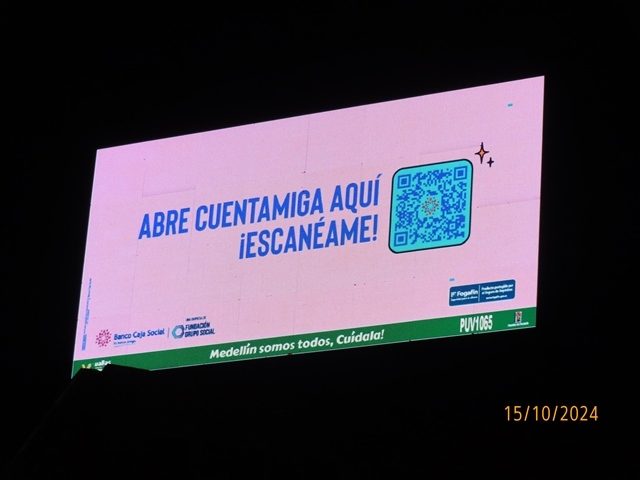 ABRE CUENTAMIGA AQUÍ
¡ESCANÉAME!
Banco Caja Social
FUNDACIÓN
GRUPO SOCIAL
Fogafín
Medellín somos todos, Cuídala!
PUV1065
15/10/2024